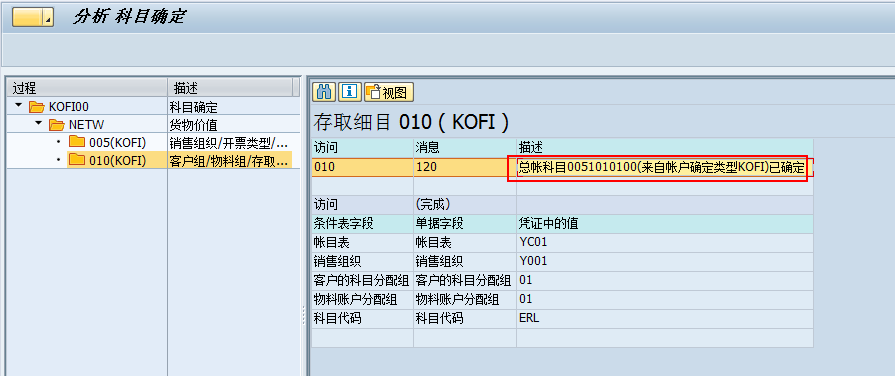 分析 科目确定
过程 描述
KOFI00 科目确定
NETW 货物价值
005(KOFI) 销售组织/开票类型/...
010(KOFI) 客户组/物料组/存取...
视图
存取细目 010 ( KOFI )
访问 消息 描述
010 120 总帐科目0051010100(来自帐户确定类型KOFI)已确定
访问 (完成)
条件表字段 单据字段 凭证中的值
帐目表 帐目表 YC01
销售组织 销售组织 Y001
客户的科目分配组 客户的科目分配组 01
物料账户分配组 物料账户分配组 01
科目代码 科目代码 ERL